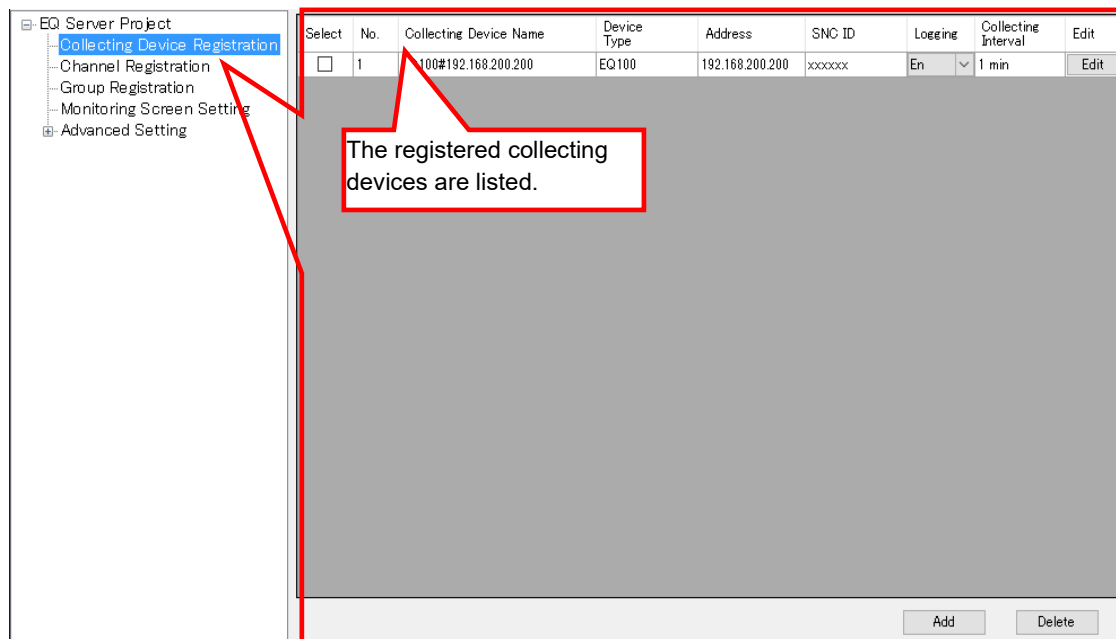 EQ Server Project
Collecting Device Registration
Channel Registration
Group Registration
Monitoring Screen Setting
Advanced Setting
Select No. Collecting Device Name Device Type Address SNC ID Logging Collecting Interval Edit
1 100#192.168.200.200 EQ100 192.168.200.200 xxxxxx En 1 min Edit
The registered collecting
devices are listed.
Add Delete